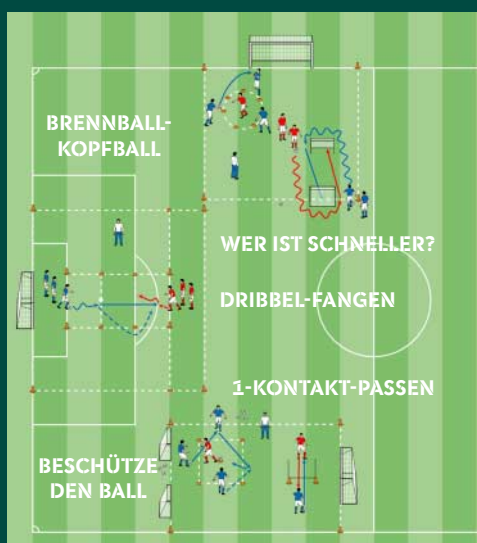 BRENNBALL-
KOPFBALL
WER IST SCHNELLER?
DRIBBEL-FANGEN
1-KONTAKT-PASSEN
BESCHÜTZE
DEN BALL